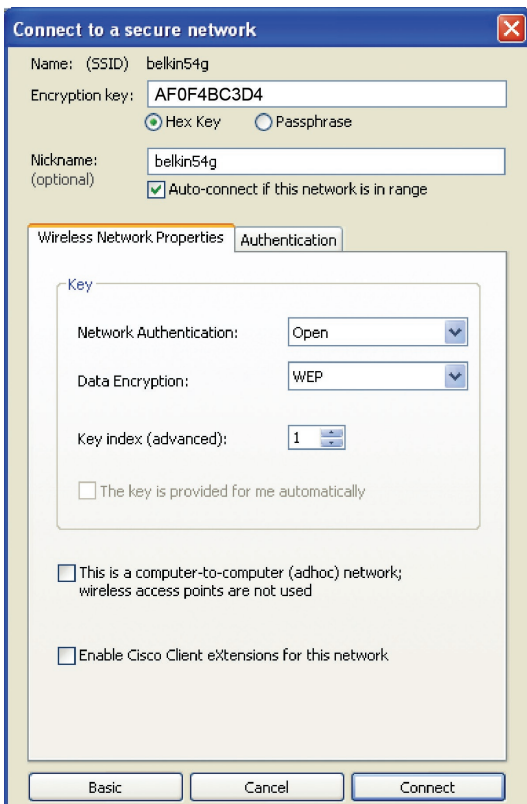 Connect to a secure network
Name: (SSID) belkin54g
Encryption key: AF0F4BC3D4
Hex Key Passphrase
Nickname: belkin54g
(optional)
Auto-connect if this network is in range
Wireless Network Properties Authentication
Key
Network Authentication: Open
Data Encryption: WEP
Key index (advanced): 1
The key is provided for me automatically
This is a computer-to-computer (adhoc) network;
wireless access points are not used
Enable Cisco Client eXtensions for this network
Basic Cancel Connect